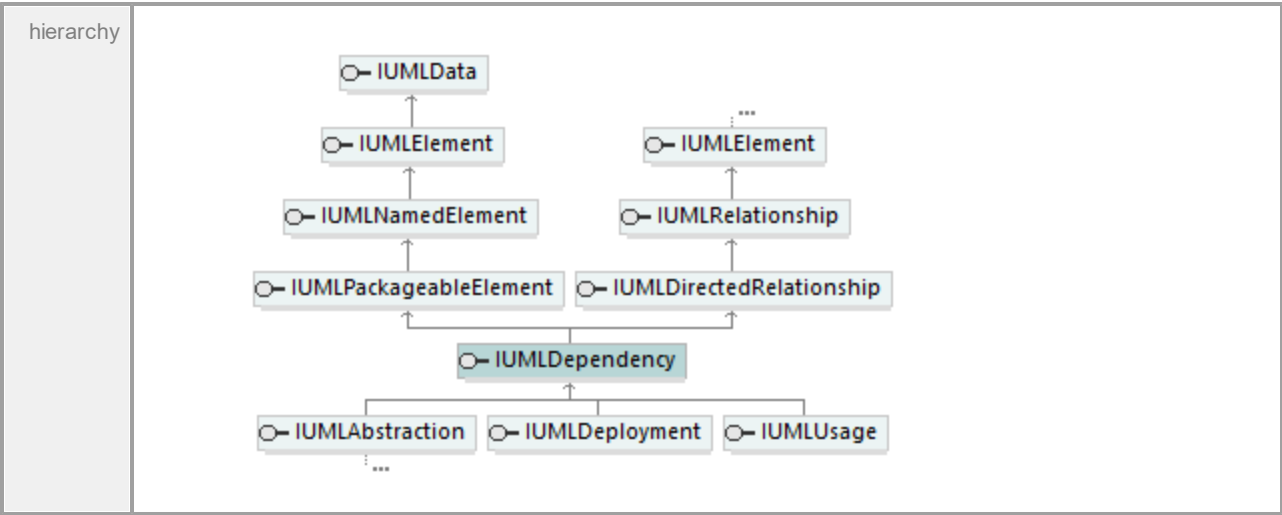 hierarchy
IUMLData
...
IUMLElement IUMLElement
IUMLNamedElement IUMLRelationship
IUMLPackageableElement IUMLDirectedRelationship
IUMLDependency
IUMLAbstraction IUMLDeployment IUMLUsage
...